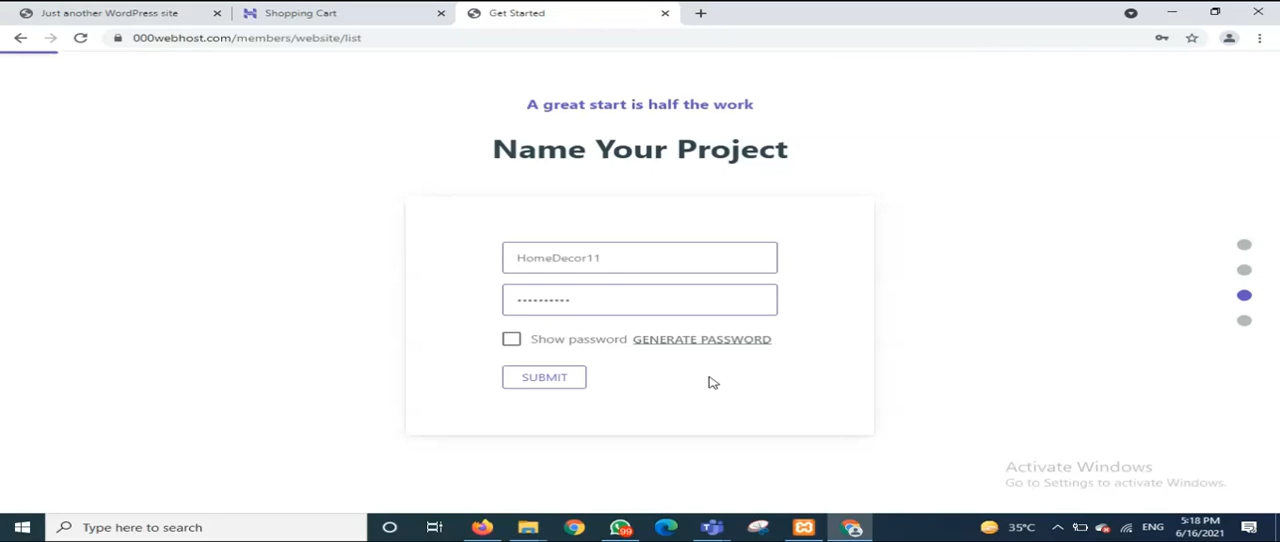 Just another WordPress site
Shopping Cart
Get Started
000webhost.com/members/website/list
A great start is half the work
Name Your Project
HomeDecor11
Show password GENERATE PASSWORD
SUBMIT
Activate Windows
Go to Settings to activate Windows.
Type here to search
99
35°C
ENG
5:18 PM
6/16/2021